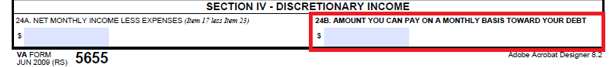 SECTION IV - DISCRETIONARY INCOME
24A. NET MONTHLY INCOME LESS EXPENSES (Item 17 less Item 23)
$
24B. AMOUNT YOU CAN PAY ON A MONTHLY BASIS TOWARD YOUR DEBT
$
VA FORM
JUN 2009 (RS) 5655
Adobe Acrobat Designer 8.2